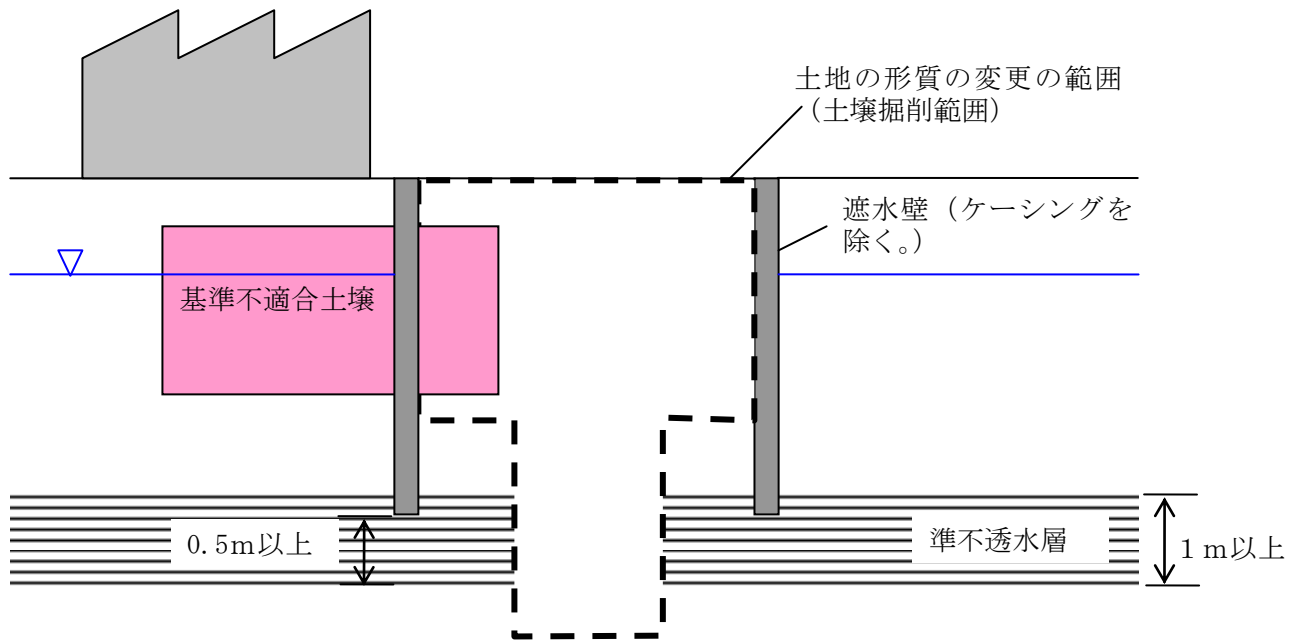 土地の形質の変更の範囲
（土壌掘削範囲）
遮水壁（ケーシングを
除く。）
基準不適合土壌
0.5m以上
準不透水層
1m以上